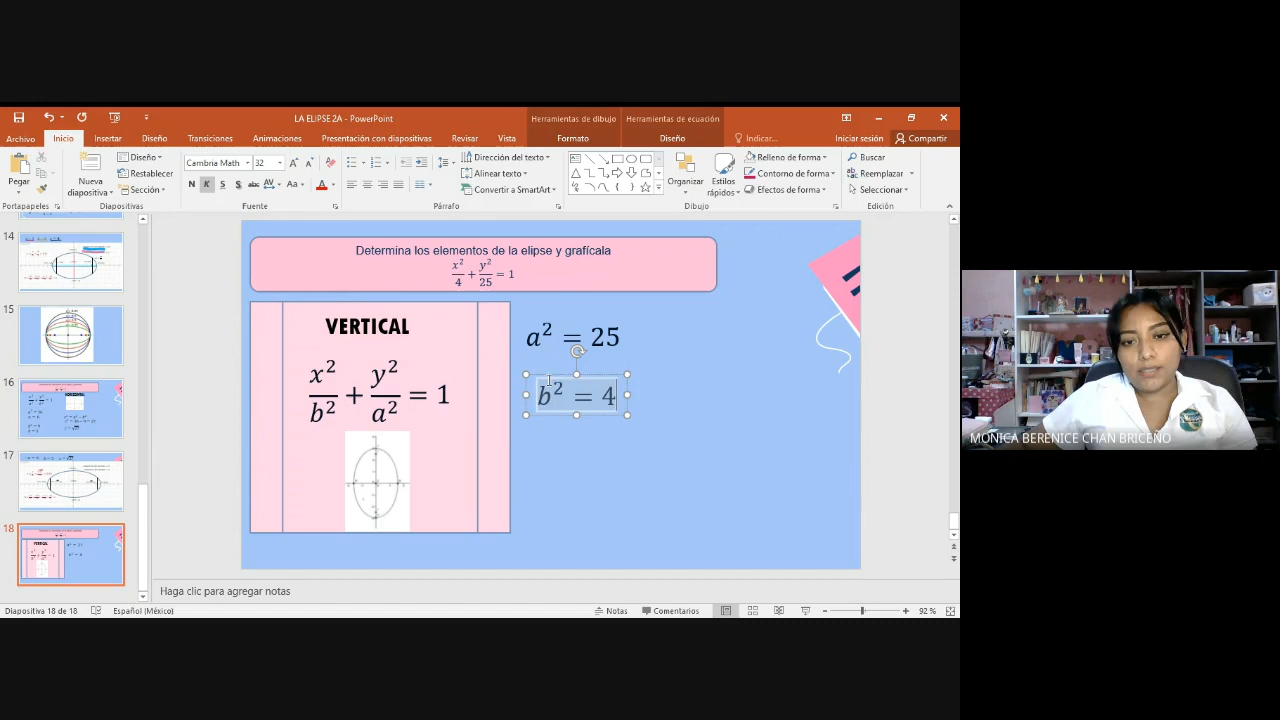 LA ELIPSE 2A - PowerPoint
Herramientas de dibujo
Herramientas de ecuación
Archivo
Inicio
Insertar
Diseño
Transiciones
Animaciones
Presentación con diapositivas
Revisar
Vista
Formato
Diseño
Indicar...
Iniciar sesión
Compartir
Pegar
Nueva diapositiva
Diseño
Restablecer
Sección
Cambria Math
32
N K S S abc AV Aa A
Dirección del texto
Alinear texto
Convertir a SmartArt
Organizar
Estilos rápidos
Relleno de forma
Contorno de forma
Efectos de forma
Buscar
Reemplazar
Seleccionar
Portapapeles
Diapositivas
Fuente
Párrafo
Dibujo
Edición
14
15
16
17
18
Determina los elementos de la elipse y grafícala
x²/4 + y²/25 = 1
VERTICAL
x²/b² + y²/a² = 1
a² = 25
b² = 4
MONICA BERENICE CHAN BRICEÑO
Haga clic para agregar notas
Diapositiva 18 de 18
Español (México)
Notas
Comentarios
92 %